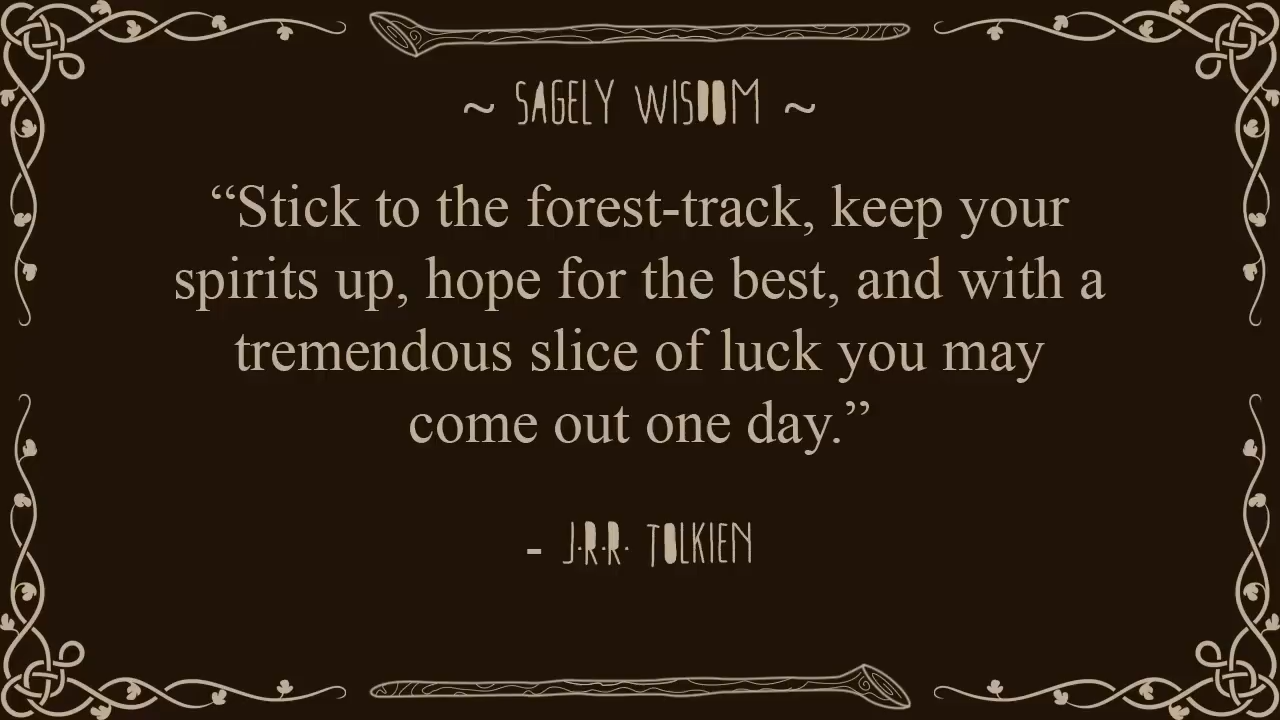 ~ SAGELY WISDOM ~
“Stick to the forest-track, keep your
spirits up, hope for the best, and with a
tremendous slice of luck you may
come out one day.”
- J.R.R. TOLKIEN